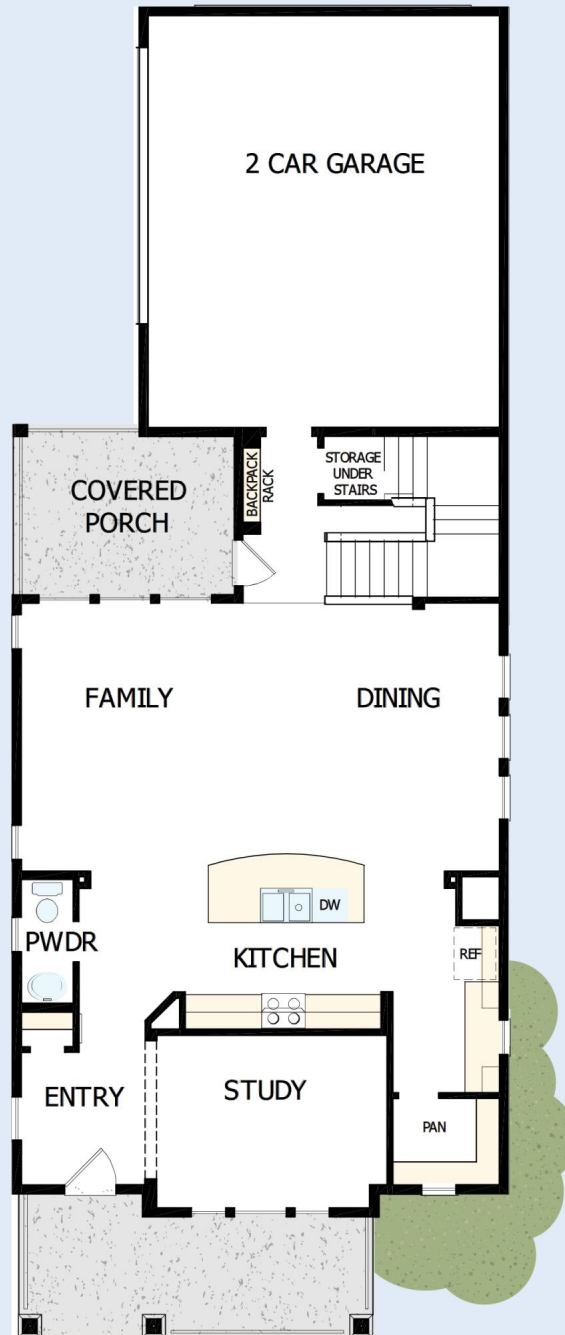 2 CAR GARAGE
COVERED
PORCH
BACKPACK
RACK
STORAGE
UNDER
STAIRS
FAMILY
DINING
DW
PWDR
KITCHEN
REF
ENTRY
STUDY
PAN